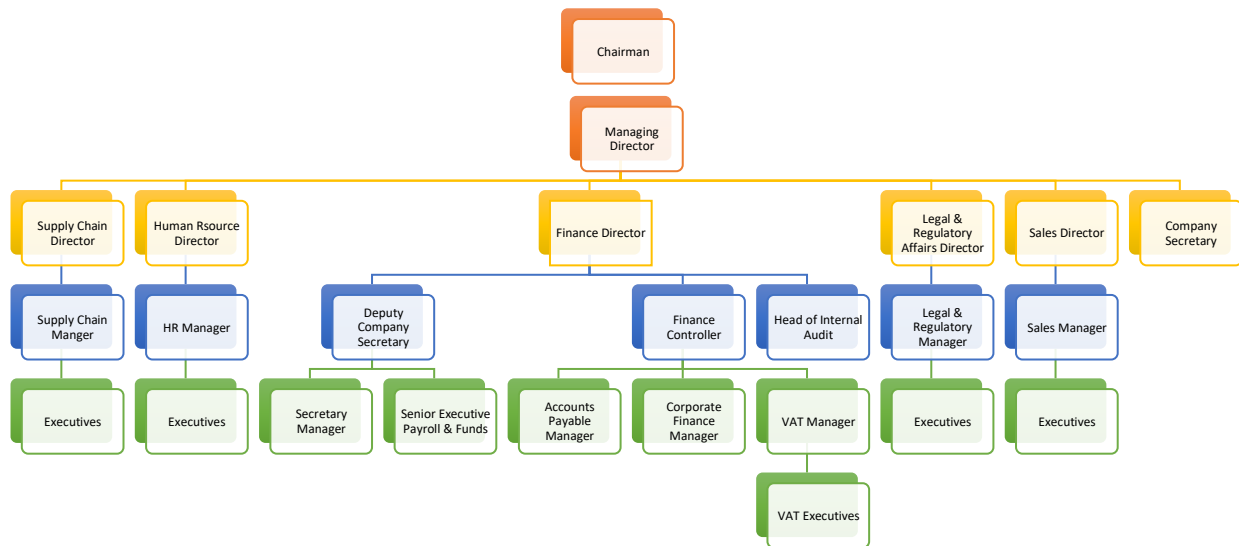 Chairman
Managing
Director
Supply Chain
Director
Human Rsource
Director
Finance Director
Legal &
Regulatory
Affairs Director
Sales Director
Company
Secretary
Supply Chain
Manger
HR Manager
Deputy
Company
Secretary
Finance
Controller
Head of Internal
Audit
Legal &
Regulatory
Manager
Sales Manager
Executives
Executives
Secretary
Manager
Senior Executive
Payroll & Funds
Accounts
Payable
Manager
Corporate
Finance
Manager
VAT Manager
Executives
Executives
VAT Executives